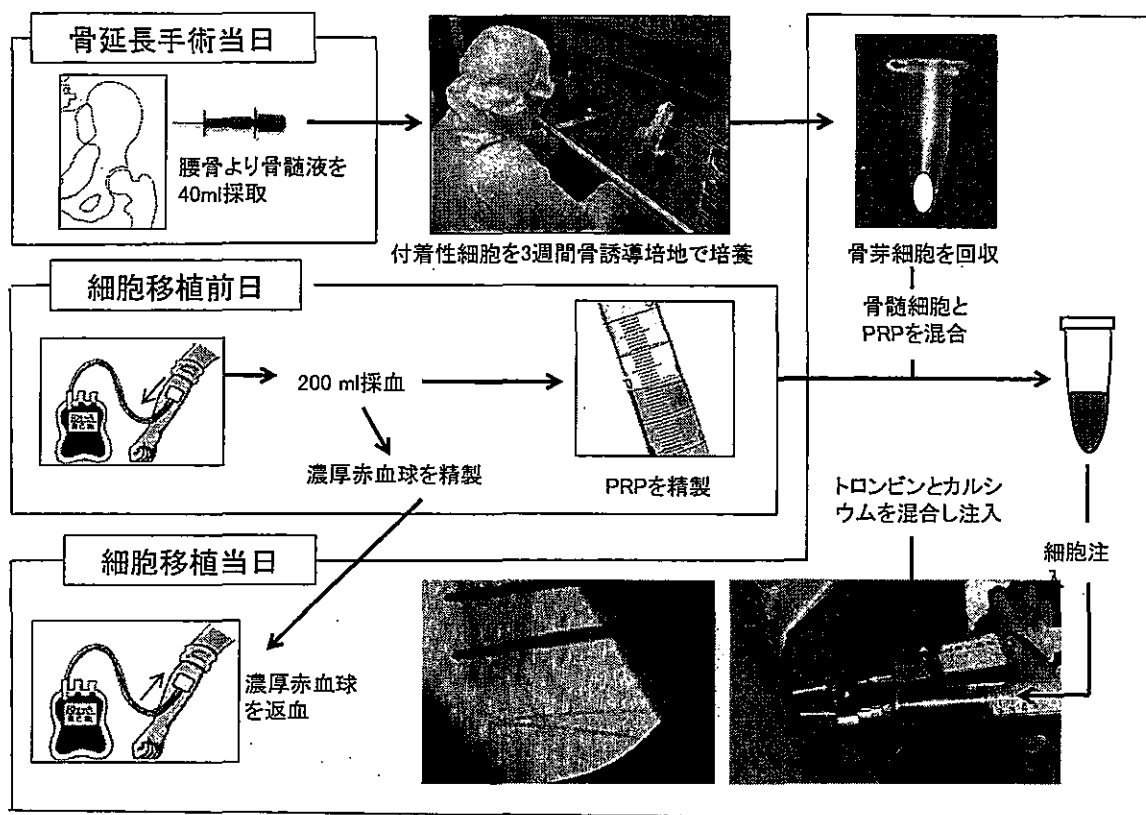 骨延長手術当日
腰骨より骨髄液を
40ml採取
付着性細胞を3週間骨誘導培地で培養
骨芽細胞を回収
骨髄細胞と
PRPを混合
細胞移植前日
200 ml採血
濃厚赤血球を精製
PRPを精製
トロンビンとカルシ
ウムを混合し注入
細胞注
入
細胞移植当日
濃厚赤血球
を返血